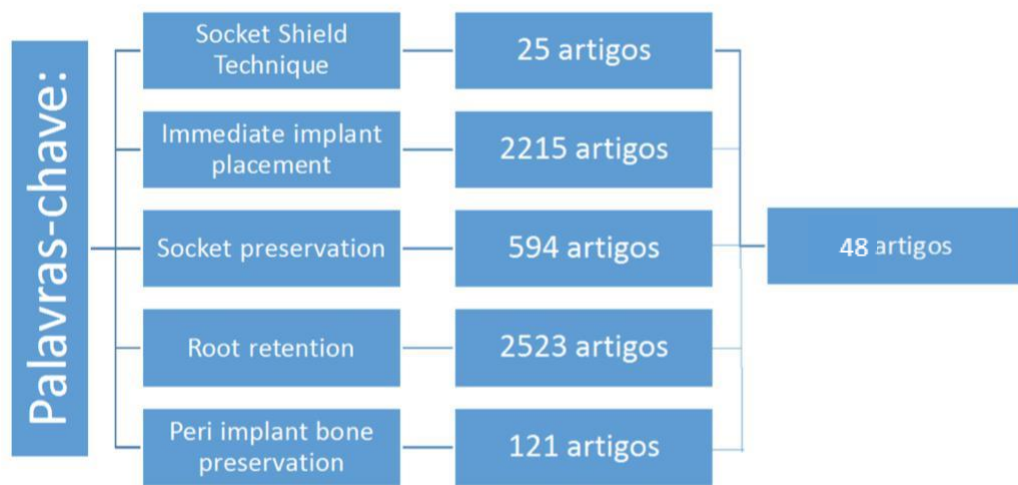 Palavras-chave:
Socket Shield
Technique
25 artigos
Immediate implant
placement
2215 artigos
Socket preservation
594 artigos
Root retention
2523 artigos
Peri implant bone
preservation
121 artigos
48 artigos